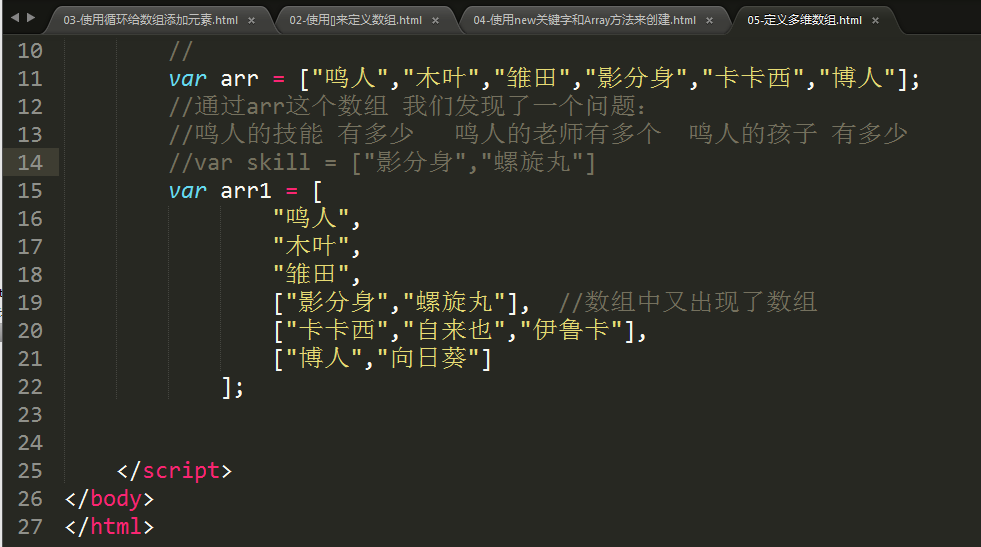 03-使用循环给数组添加元素.html × 02-使用[]来定义数组.html × 04-使用new关键字和Array方法来创建.html × 05-定义多维数组.html ×
10 //
11 var arr = ["鸣人","木叶","雏田","影分身","卡卡西","博人"];
12 //通过arr这个数组 我们发现了一个问题:
13 //鸣人的技能 有多少 鸣人的老师有多个 鸣人的孩子 有多少
14 //var skill = ["影分身","螺旋丸"]
15 var arr1 = [
16 "鸣人",
17 "木叶",
18 "雏田",
19 ["影分身","螺旋丸"], //数组中又出现了数组
20 ["卡卡西","自来也","伊鲁卡"],
21 ["博人","向日葵"]
22 ];
23
24
25 </script>
26 </body>
27 </html>